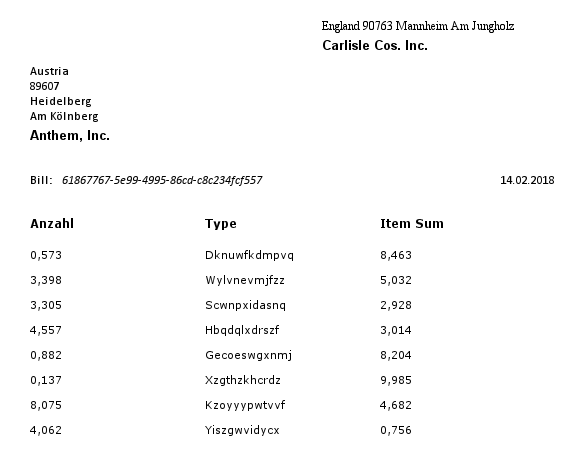 England 90763 Mannheim Am Jungholz
Carlisle Cos. Inc.
Austria
89607
Heidelberg
Am Kölnberg
Anthem, Inc.
Bill: 61867767-5e99-4995-86cd-c8c234fcf557 14.02.2018
Anzahl Type Item Sum
0,573 Dknuwfkdmpvq 8,463
3,398 Wylvnevmjfzz 5,032
3,305 Scwnpxidasnq 2,928
4,557 Hbqdqlxdrszf 3,014
0,882 Gecoeswgxnmj 8,204
0,137 Xzgthzkhcrdz 9,985
8,075 Kzoyyypwtvvf 4,682
4,062 Yiszgwvidycx 0,756